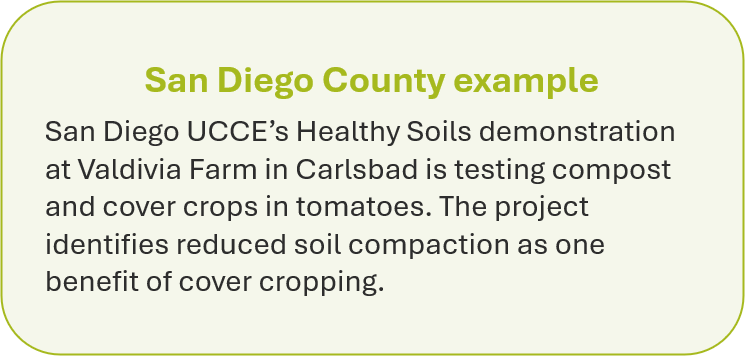 San Diego County example
San Diego UCCE’s Healthy Soils demonstration
at Valdivia Farm in Carlsbad is testing compost
and cover crops in tomatoes. The project
identifies reduced soil compaction as one
benefit of cover cropping.